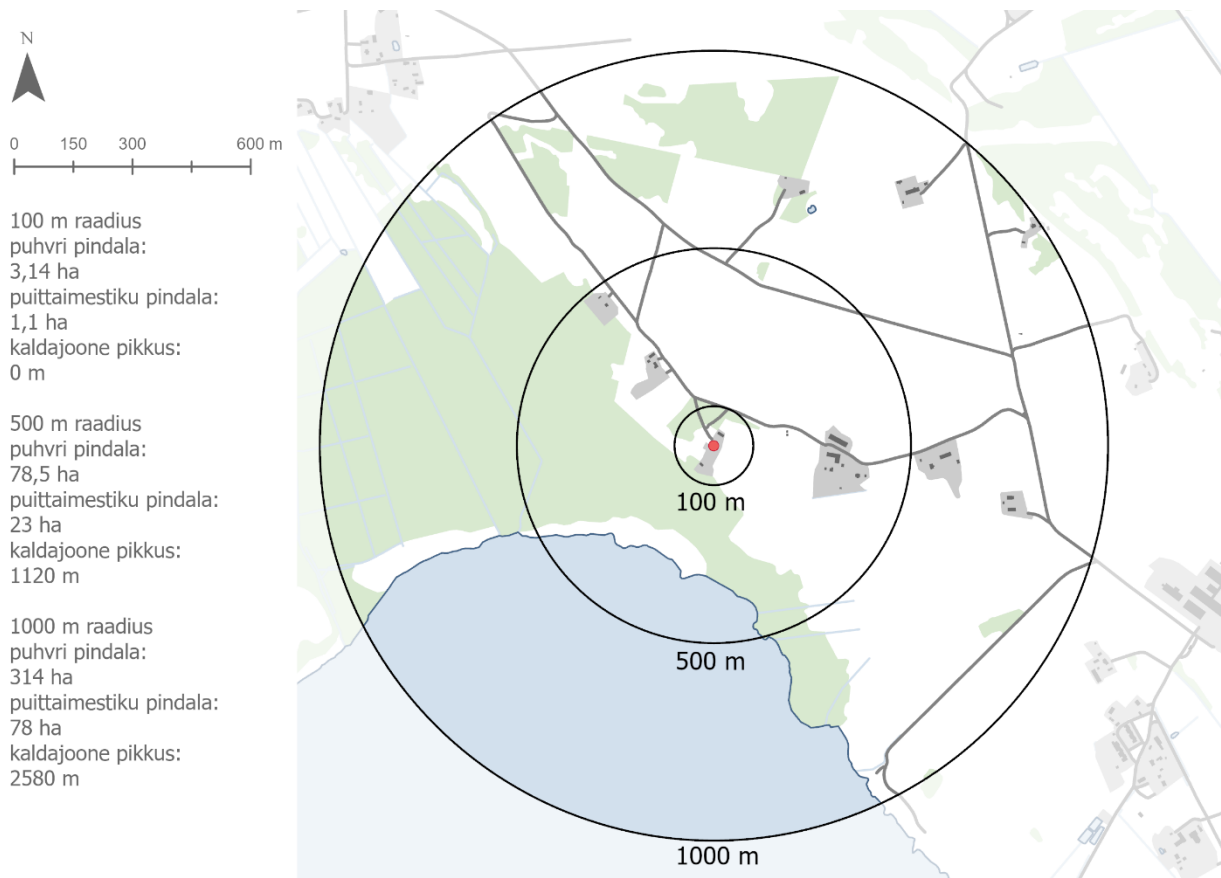 N
0 150 300 600 m
100 m raadius
puhvri pindala:
3,14 ha
puittaimestiku pindala:
1,1 ha
kaldajoone pikkus:
0 m
500 m raadius
puhvri pindala:
78,5 ha
puittaimestiku pindala:
23 ha
kaldajoone pikkus:
1120 m
1000 m raadius
puhvri pindala:
314 ha
puittaimestiku pindala:
78 ha
kaldajoone pikkus:
2580 m
100 m
500 m
1000 m